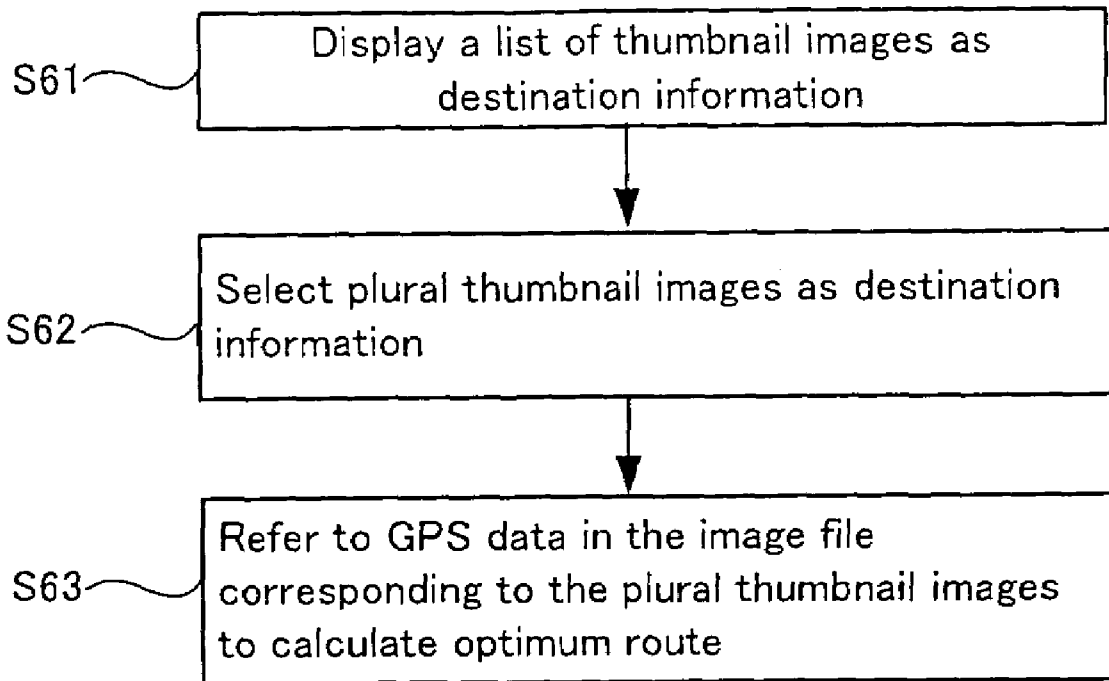 S61
Display a list of thumbnail images as
destination information
S62
Select plural thumbnail images as destination
information
S63
Refer to GPS data in the image file
corresponding to the plural thumbnail images
to calculate optimum route